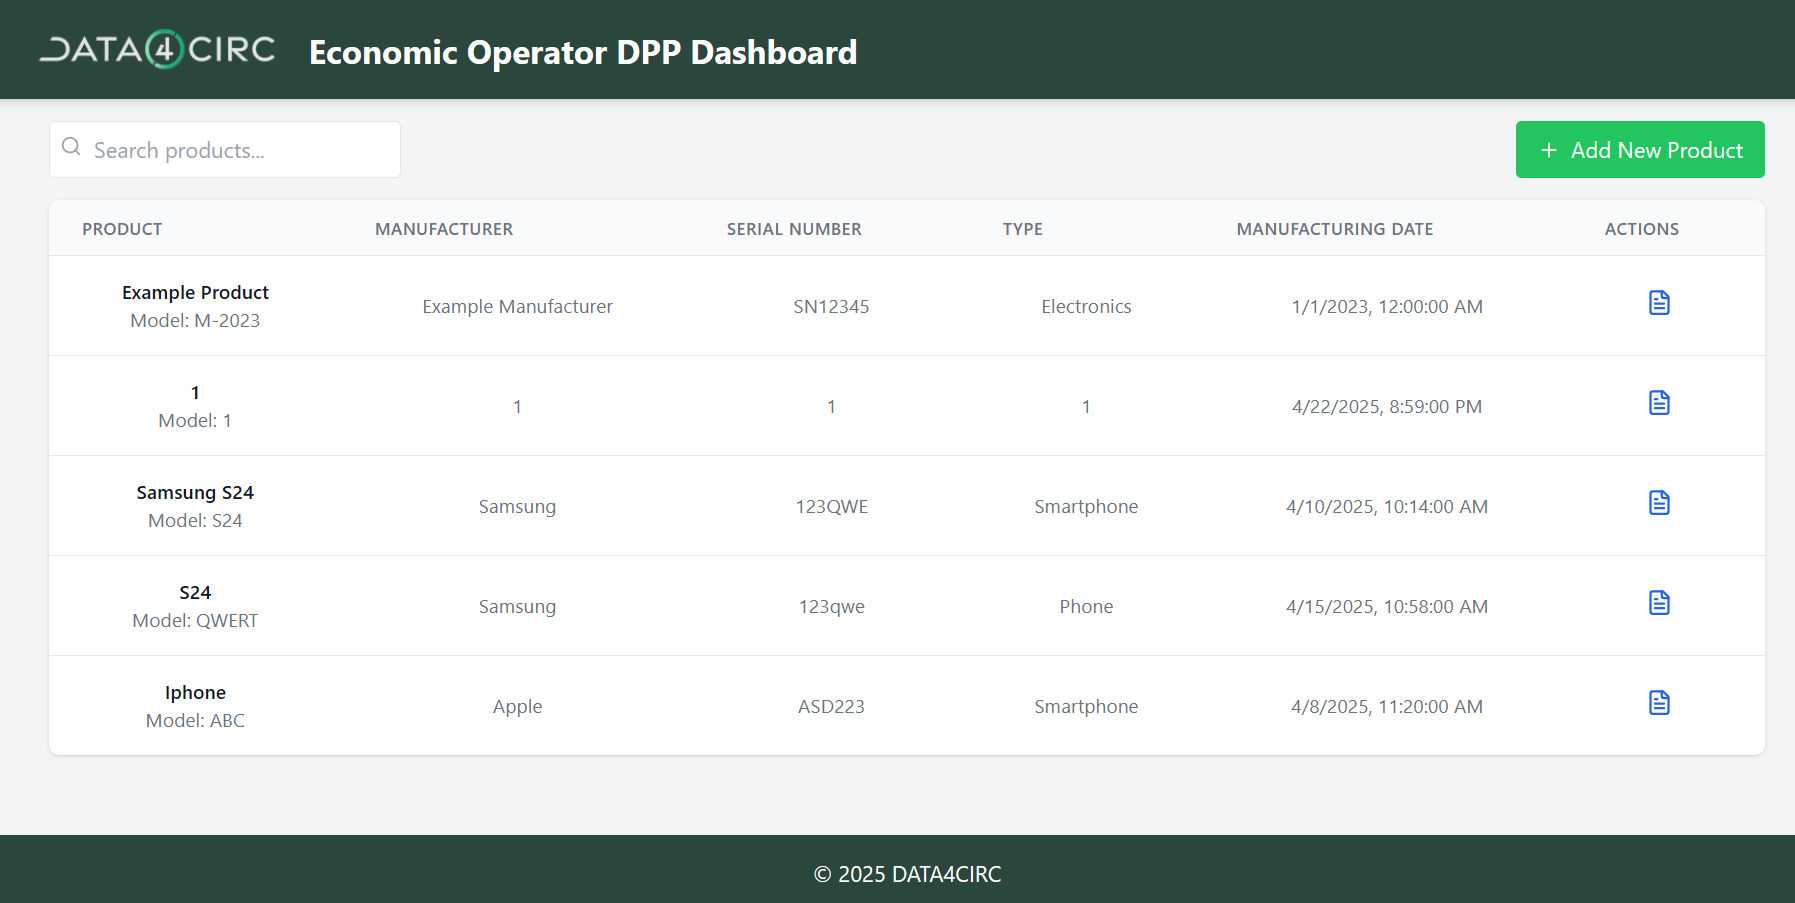 DATA4CIRC Economic Operator DPP Dashboard
Search products... + Add New Product
PRODUCT MANUFACTURER SERIAL NUMBER TYPE MANUFACTURING DATE ACTIONS
Example Product
Model: M-2023 Example Manufacturer SN12345 Electronics 1/1/2023, 12:00:00 AM
1
Model: 1 1 1 1 4/22/2025, 8:59:00 PM
Samsung S24
Model: S24 Samsung 123QWE Smartphone 4/10/2025, 10:14:00 AM
S24
Model: QWERT Samsung 123qwe Phone 4/15/2025, 10:58:00 AM
Iphone
Model: ABC Apple ASD223 Smartphone 4/8/2025, 11:20:00 AM
© 2025 DATA4CIRC